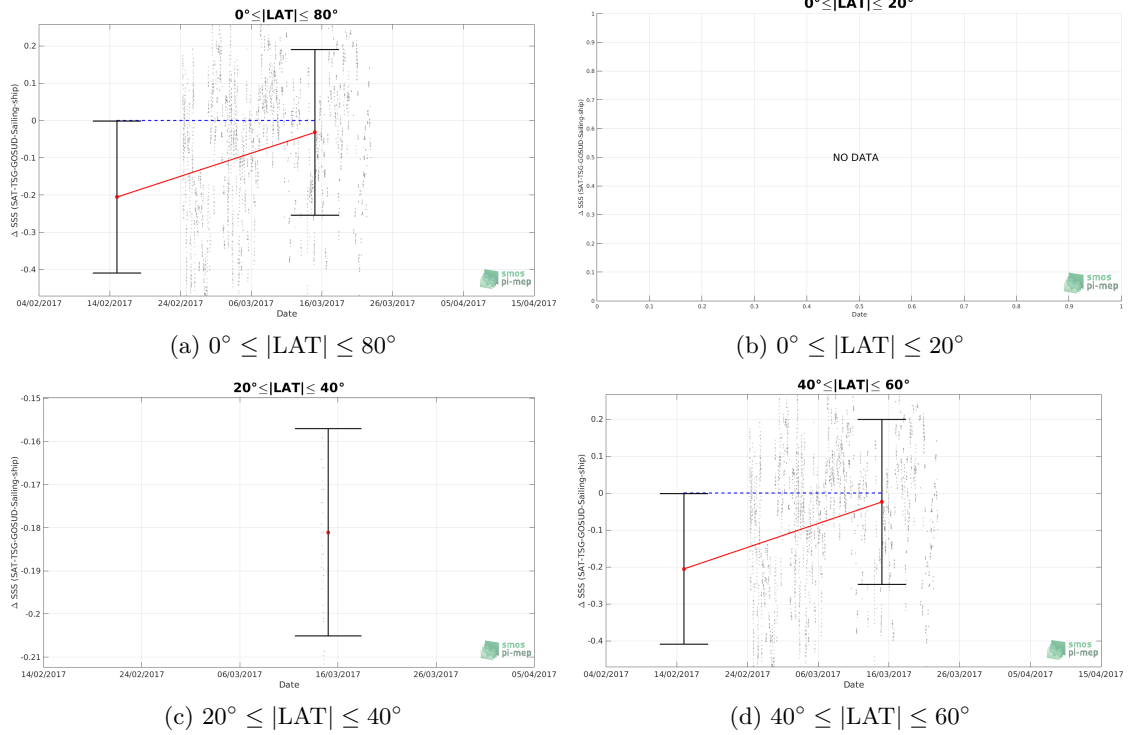 0°≤|LAT|≤ 80°
0.2
0.1
0
-0.1
-0.2
-0.3
-0.4
Δ SSS (SAT-TSG-GOSUD-Sailing-ship)
smos
pi-mep
04/02/2017 14/02/2017 24/02/2017 06/03/2017 16/03/2017 26/03/2017 05/04/2017 15/04/2017
Date
(a) 0° ≤ |LAT| ≤ 80°
0°≤|LAT|≤ 20°
1
0.9
0.8
0.7
0.6
0.5
0.4
0.3
0.2
0.1
0
Δ SSS (SAT-TSG-GOSUD-Sailing-ship)
NO DATA
smos
pi-mep
0 0.1 0.2 0.3 0.4 0.5 0.6 0.7 0.8 0.9 1
Date
(b) 0° ≤ |LAT| ≤ 20°
20°≤|LAT|≤ 40°
-0.15
-0.16
-0.17
-0.18
-0.19
-0.2
-0.21
Δ SSS (SAT-TSG-GOSUD-Sailing-ship)
smos
pi-mep
14/02/2017 24/02/2017 06/03/2017 16/03/2017 26/03/2017 05/04/2017
Date
(c) 20° ≤ |LAT| ≤ 40°
40°≤|LAT|≤ 60°
0.2
0.1
0
-0.1
-0.2
-0.3
-0.4
Δ SSS (SAT-TSG-GOSUD-Sailing-ship)
smos
pi-mep
04/02/2017 14/02/2017 24/02/2017 06/03/2017 16/03/2017 26/03/2017 05/04/2017 15/04/2017
Date
(d) 40° ≤ |LAT| ≤ 60°